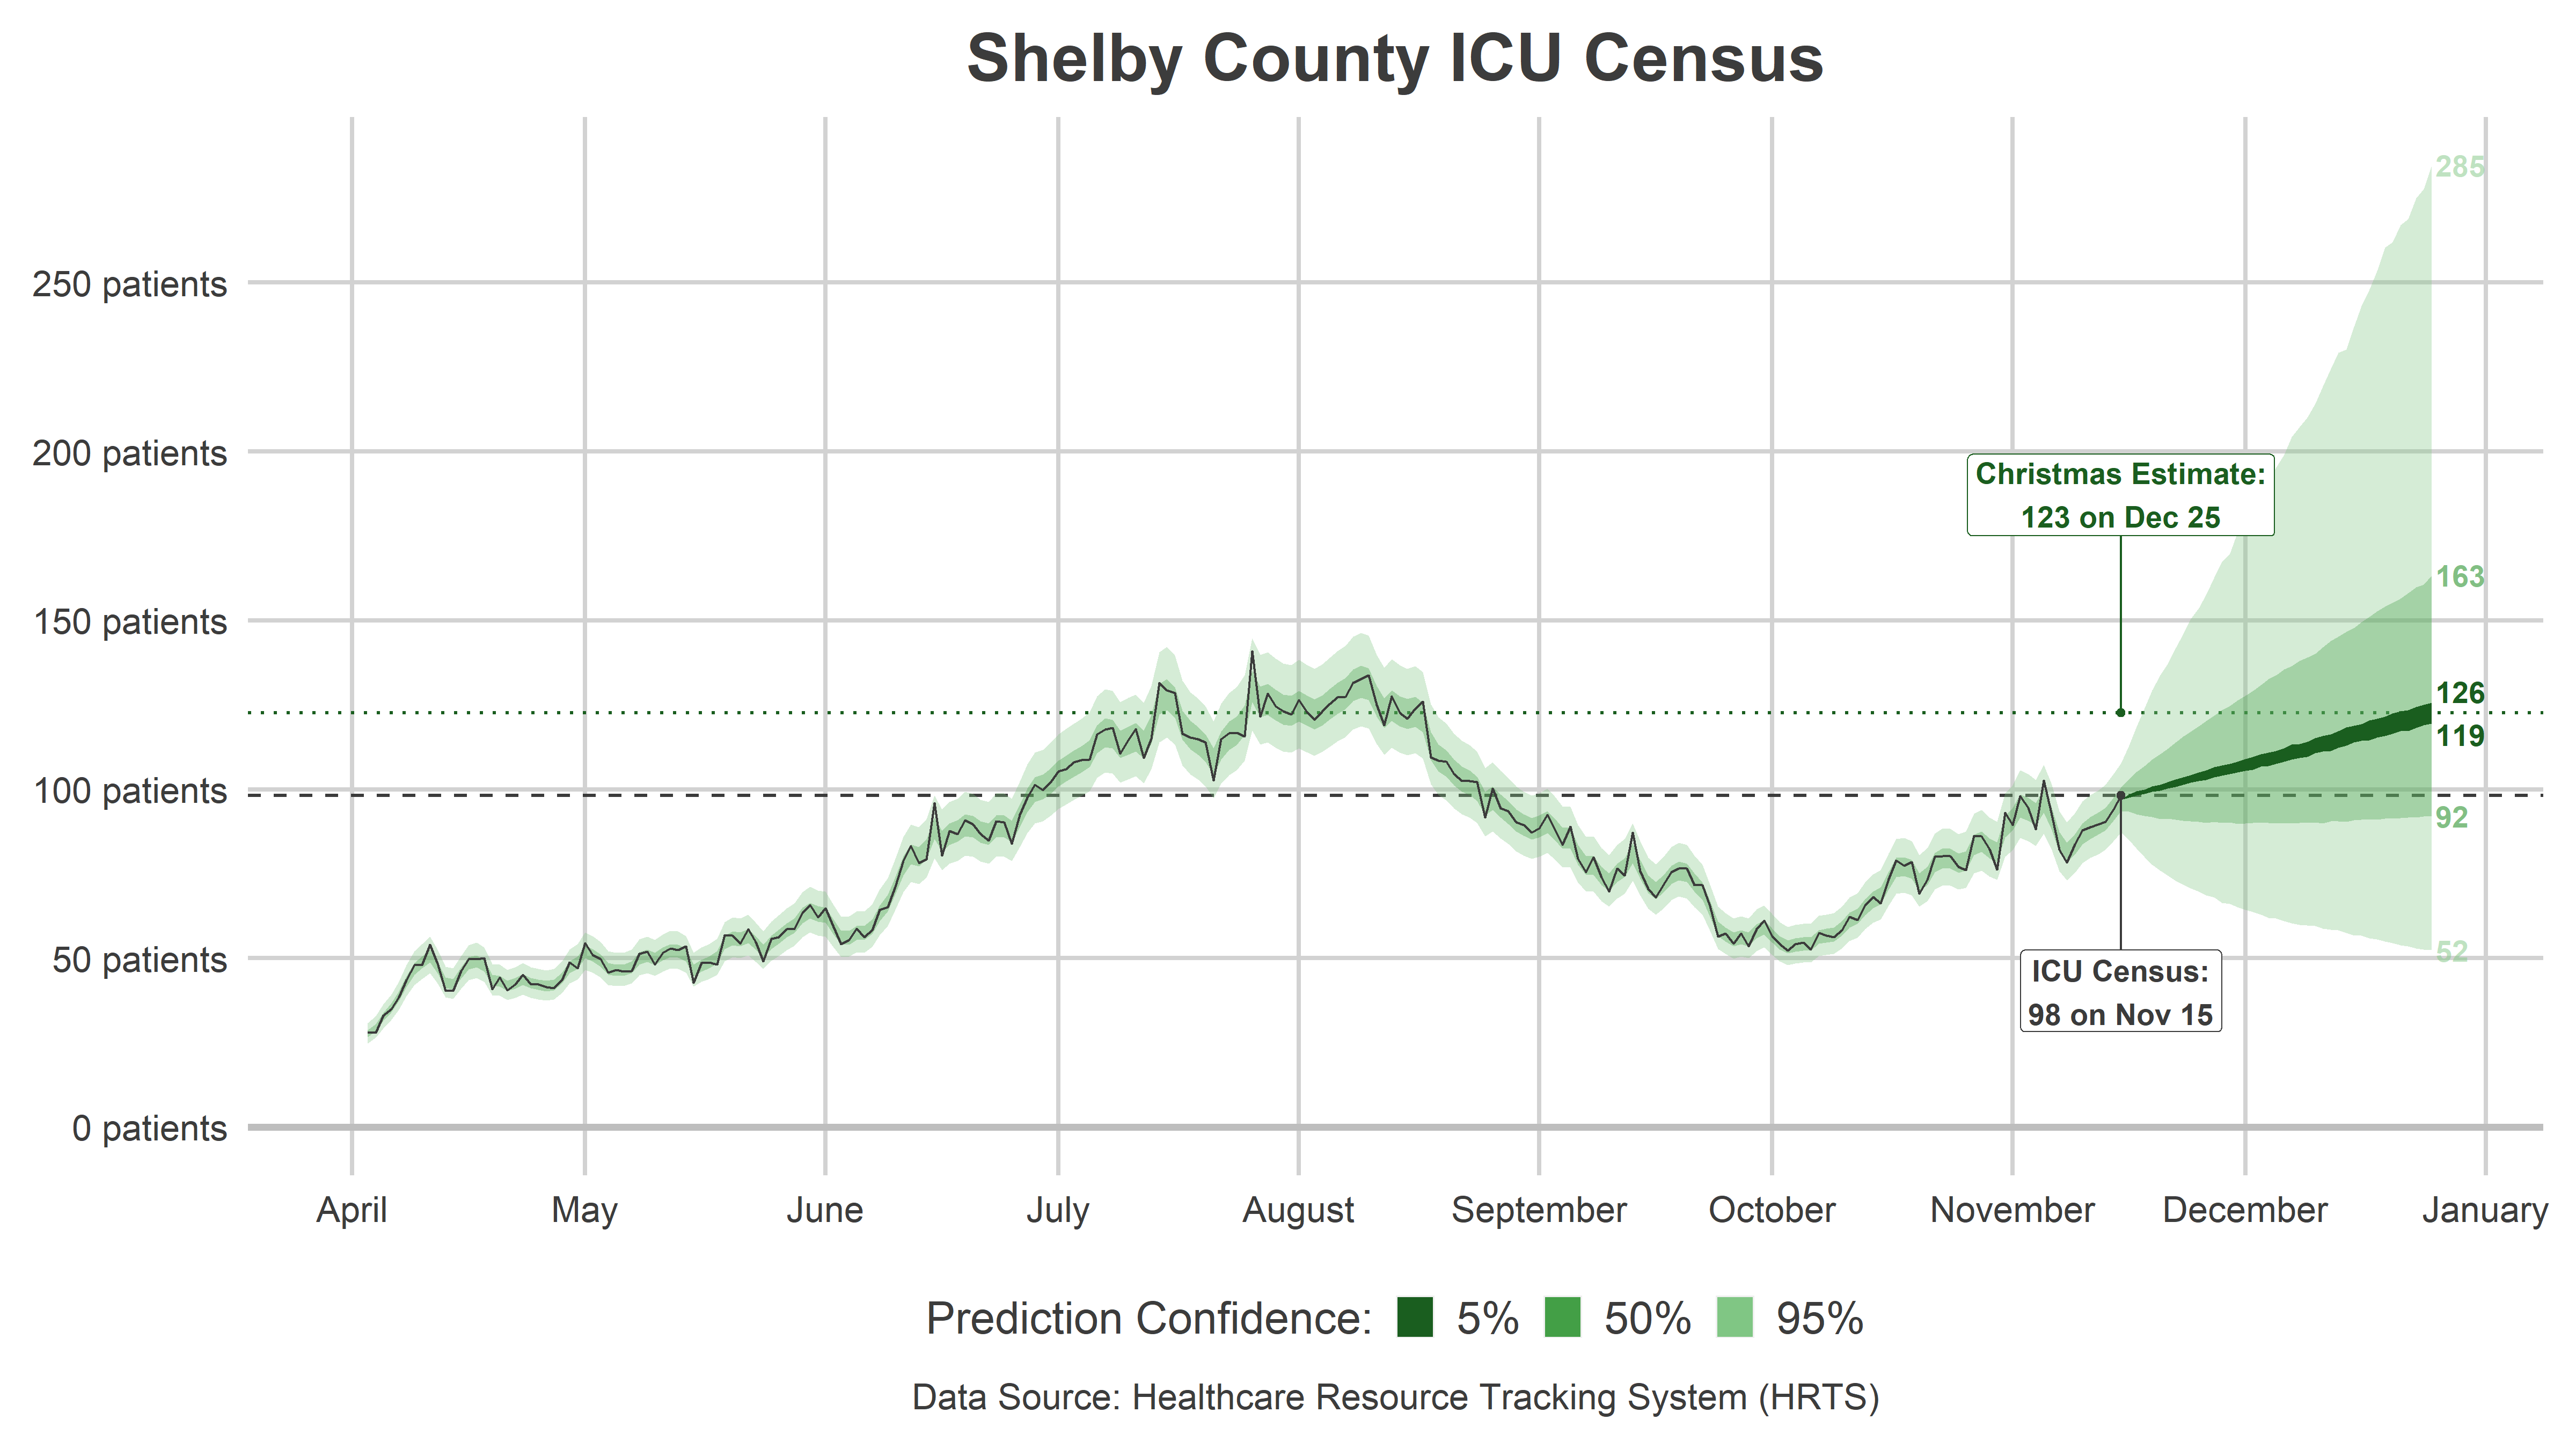 Shelby County ICU Census
285
250 patients
200 patients
Christmas Estimate:
123 on Dec 25
163
150 patients
126
119
100 patients
92
52
50 patients
ICU Census:
98 on Nov 15
0 patients
April May June July August September October November December January
Prediction Confidence: 5% 50% 95%
Data Source: Healthcare Resource Tracking System (HRTS)